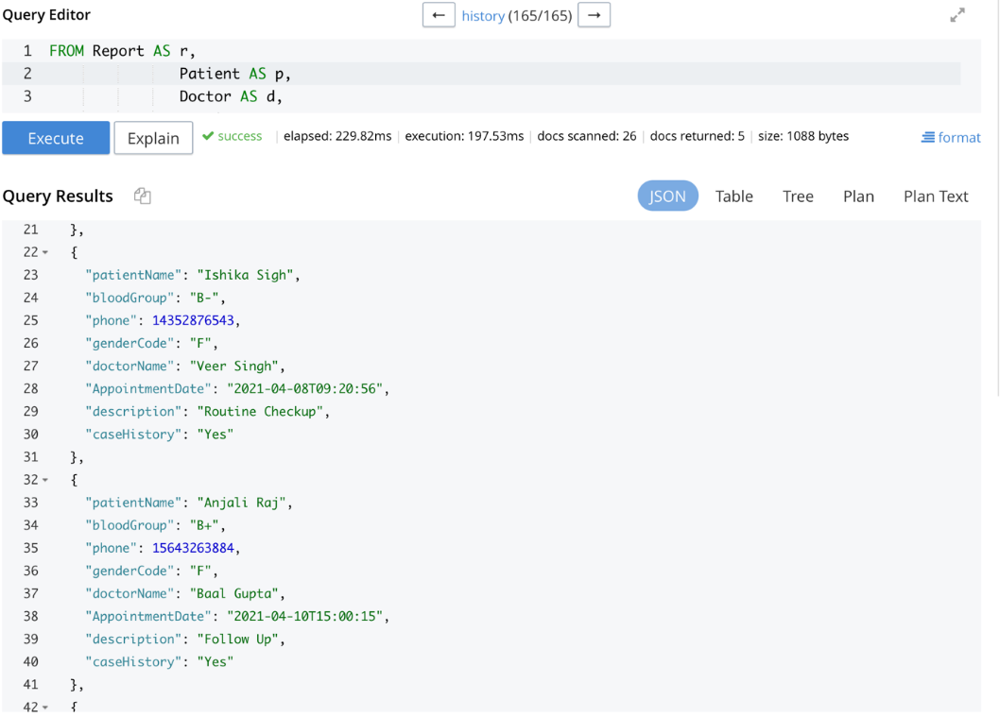 Query Editor
← history (165/165) →
1 FROM Report AS r,
2 Patient AS p,
3 Doctor AS d,
Execute Explain success elapsed: 229.82ms execution: 197.53ms docs scanned: 26 docs returned: 5 size: 1088 bytes format
Query Results JSON Table Tree Plan Plan Text
21 },
22 {
23 "patientName": "Ishika Sigh",
24 "bloodGroup": "B-",
25 "phone": 14352876543,
26 "genderCode": "F",
27 "doctorName": "Veer Singh",
28 "AppointmentDate": "2021-04-08T09:20:56",
29 "description": "Routine Checkup",
30 "caseHistory": "Yes"
31 },
32 {
33 "patientName": "Anjali Raj",
34 "bloodGroup": "B+",
35 "phone": 15643263884,
36 "genderCode": "F",
37 "doctorName": "Baal Gupta",
38 "AppointmentDate": "2021-04-10T15:00:15",
39 "description": "Follow Up",
40 "caseHistory": "Yes"
41 },
42 {